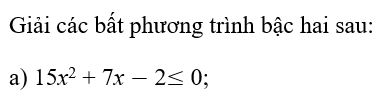 Giải các bất phương trình bậc hai sau:
a) 15x² + 7x − 2≤ 0;